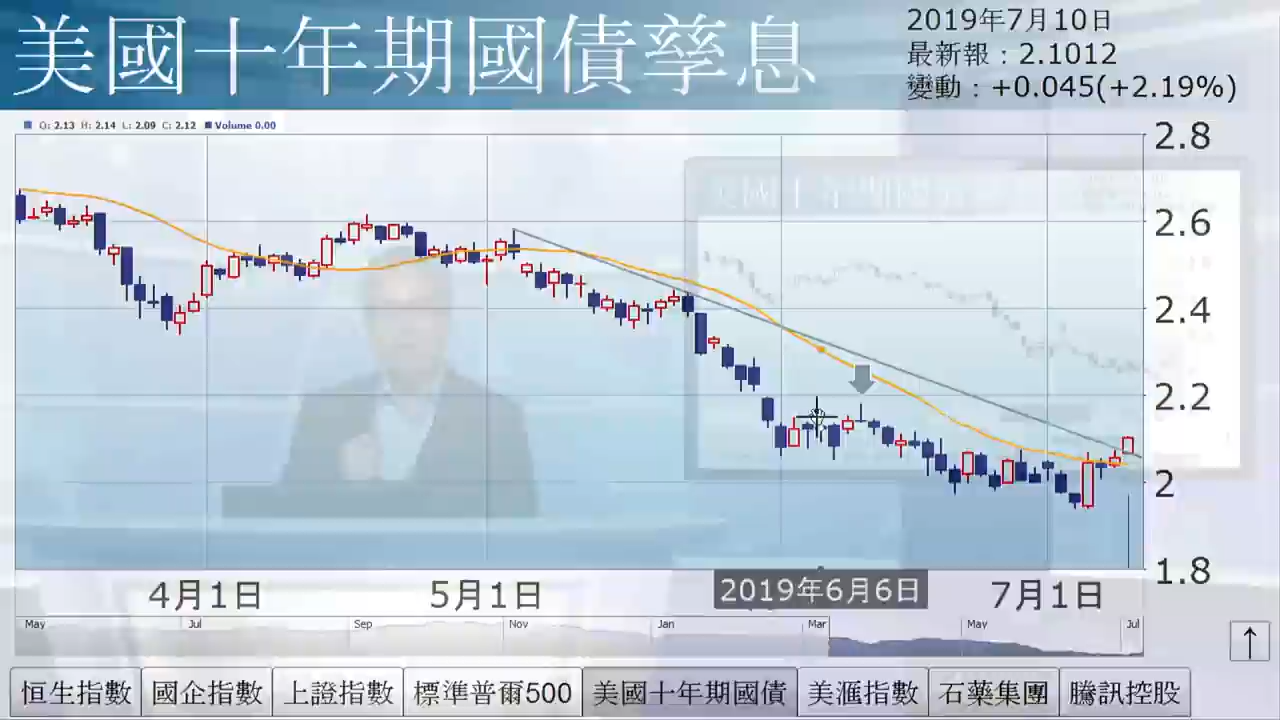 美國十年期國債孳息
2019年7月10日
最新報：2.1012
變動：+0.045(+2.19%)
O: 2.13 H: 2.14 L: 2.09 C: 2.12 Volume 0.00
2.8
2.6
2.4
2.2
2
1.8
4月1日 5月1日 2019年6月6日 7月1日
May Jul Sep Nov Jan Mar May Jul
↑
恒生指數 國企指數 上證指數 標準普爾500 美國十年期國債 美滙指數 石藥集團 騰訊控股